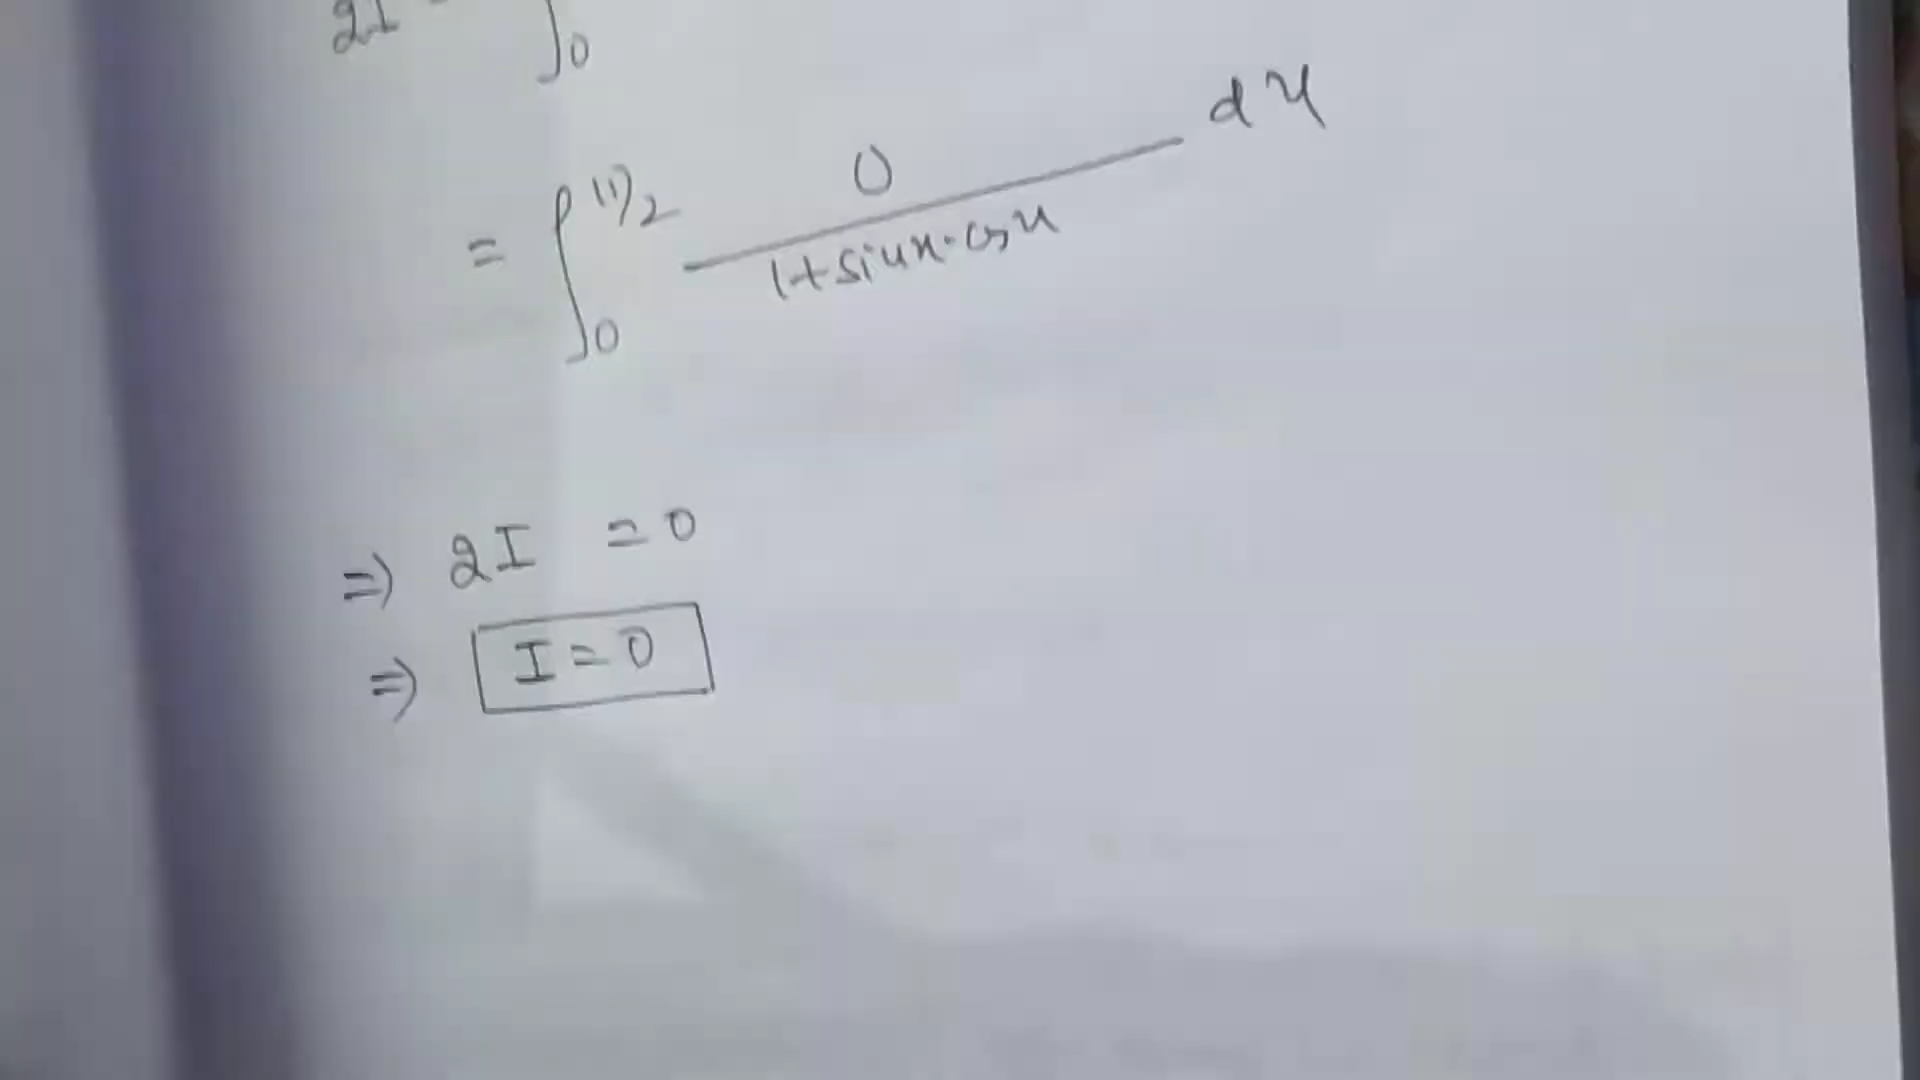 2I = ∫₀
= ∫₀^(π/2) 0/(1+sinx·cosx) dx
⇒ 2I = 0
⇒ I = 0